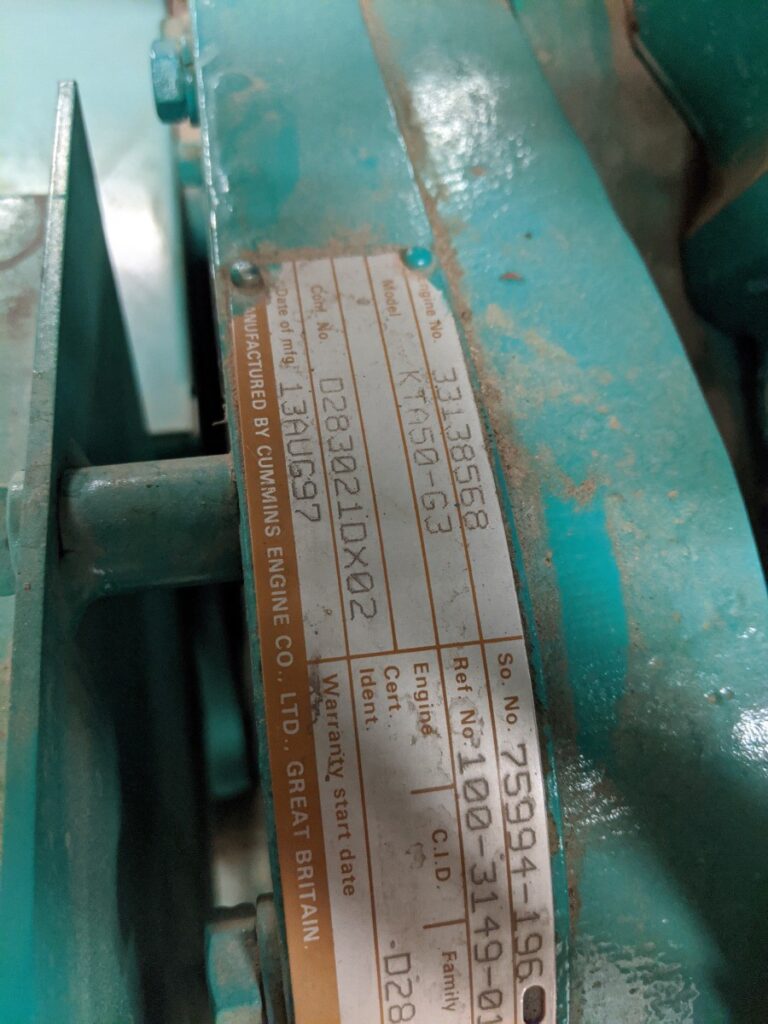 Engine No. 33138568
Model KTA50-G3
Cont. No. D283021DX02
Date of mfg. 13AUG97
So. No. 75994-196
Ref. No. 100-3149-01
Engine C.I.D. Family
Cert.
Ident. D28
Warranty start date
MANUFACTURED BY CUMMINS ENGINE CO., LTD., GREAT BRITAIN.